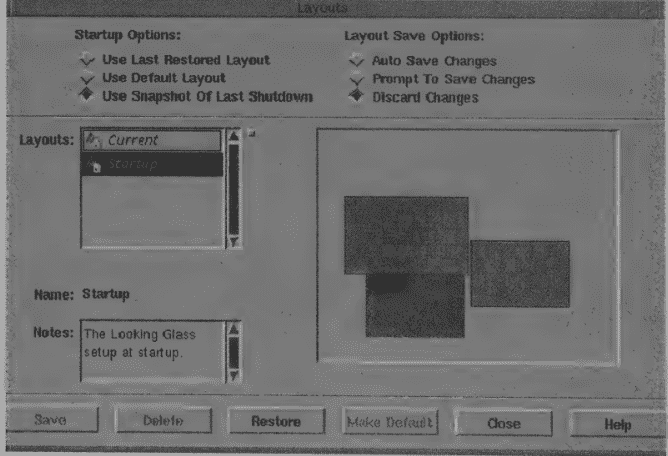 Layouts
Startup Options:
Use Last Restored Layout
Use Default Layout
Use Snapshot Of Last Shutdown
Layout Save Options:
Auto Save Changes
Prompt To Save Changes
Discard Changes
Layouts:
Current
Startup
Name: Startup
Notes: The Looking Glass
setup at startup.
Save Delete Restore Make Default Close Help